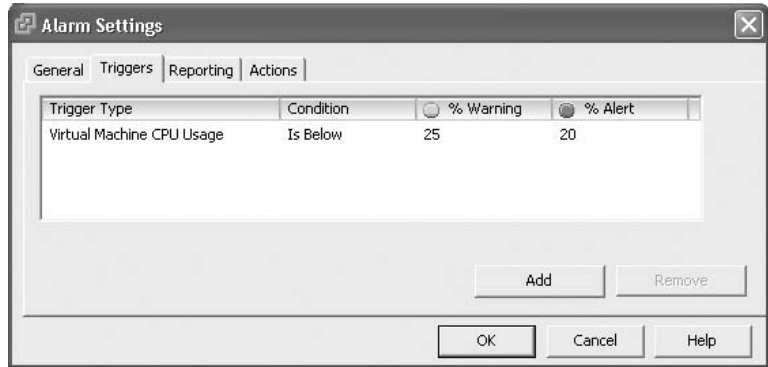 Alarm Settings
General Triggers Reporting Actions
Trigger Type Condition % Warning % Alert
Virtual Machine CPU Usage Is Below 25 20
Add Remove
OK Cancel Help